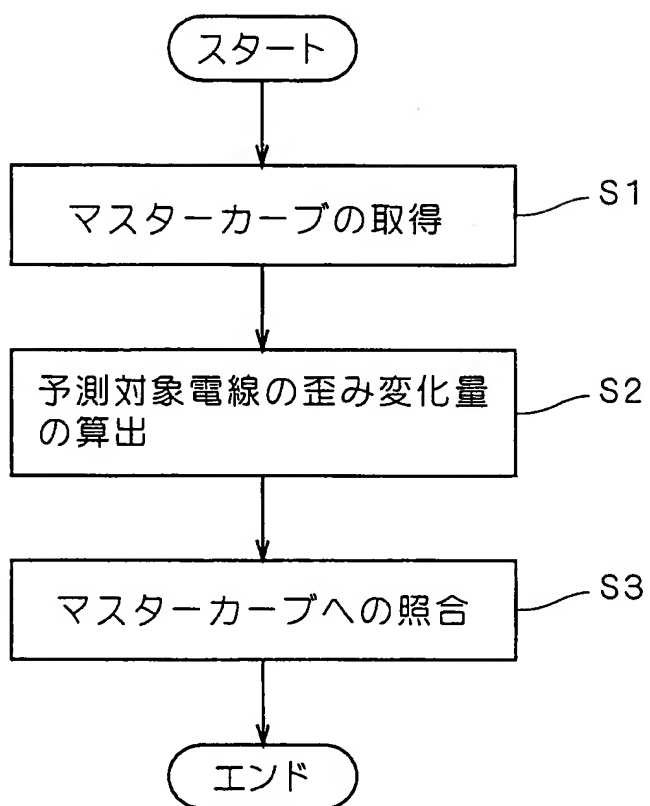 スタート
マスターカーブの取得
S1
予測対象電線の歪み変化量
の算出
S2
マスターカーブへの照合
S3
エンド